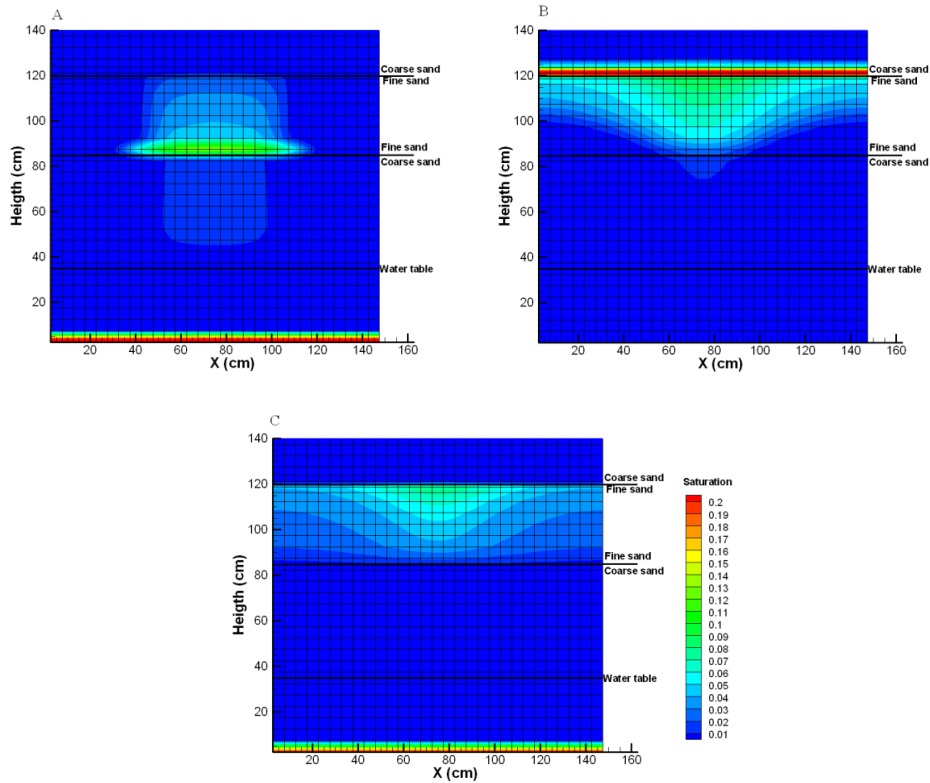 A
140
120
100
80
60
40
20
Heigth (cm)
Coarse sand
Fine sand
Fine sand
Coarse sand
Water table
20 40 60 80 100 120 140 160
X (cm)
B
140
120
100
80
60
40
20
Heigth (cm)
Coarse sand
Fine sand
Fine sand
Coarse sand
Water table
20 40 60 80 100 120 140 160
X (cm)
C
140
120
100
80
60
40
20
Heigth (cm)
Coarse sand
Fine sand
Fine sand
Coarse sand
Water table
20 40 60 80 100 120 140 160
X (cm)
Saturation
0.2
0.19
0.18
0.17
0.16
0.15
0.14
0.13
0.12
0.11
0.1
0.09
0.08
0.07
0.06
0.05
0.04
0.03
0.02
0.01